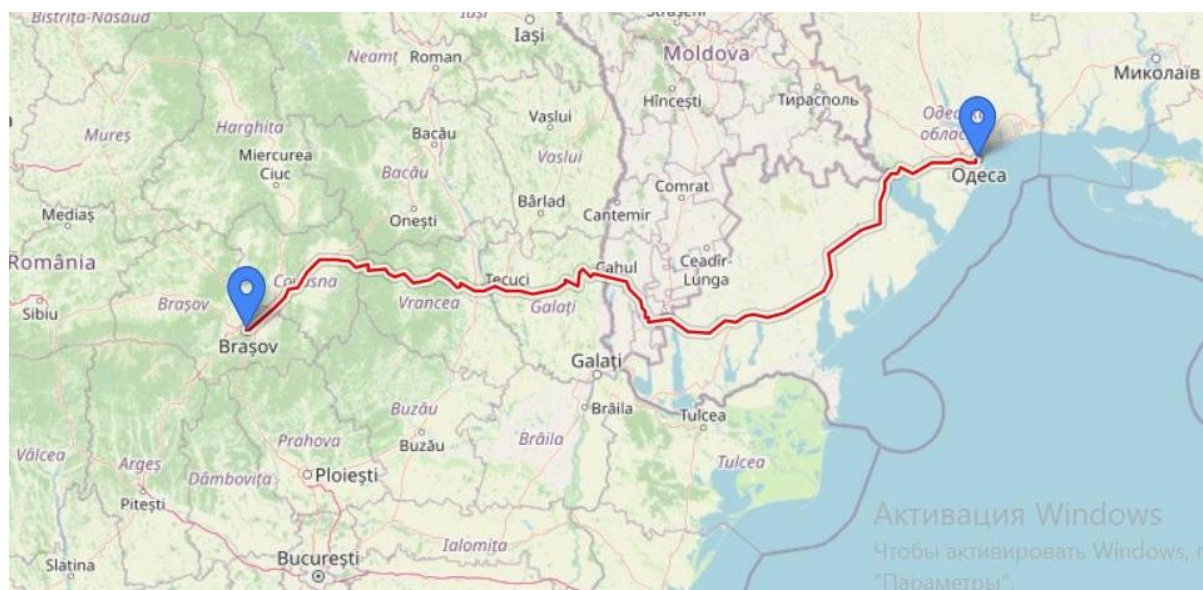 Bistrița-Năsăud
Iași
Iași
Strășeni
Neamț
Roman
Moldova
Миколаїв
Hîncești
Тирасполь
Mureș
Harghita
Bacău
Vaslui
Vaslui
Miercurea
Ciuc
Bacău
область
Одеса
Comrat
Mediaș
Onești
Bârlad
Cantemir
România
Covasna
Tecuci
Cahul
Ceadîr-
Lunga
Sibiu
Brașov
Vrancea
Galați
Brașov
Galați
Buzău
Brăila
Tulcea
Vâlcea
Prahova
Buzău
Brăila
Tulcea
Argeș
Dâmbovița
Ploiești
Pitești
Активация Windows
Ialomița
Чтобы активировать Windows,
București
Slatina
"Параметры".